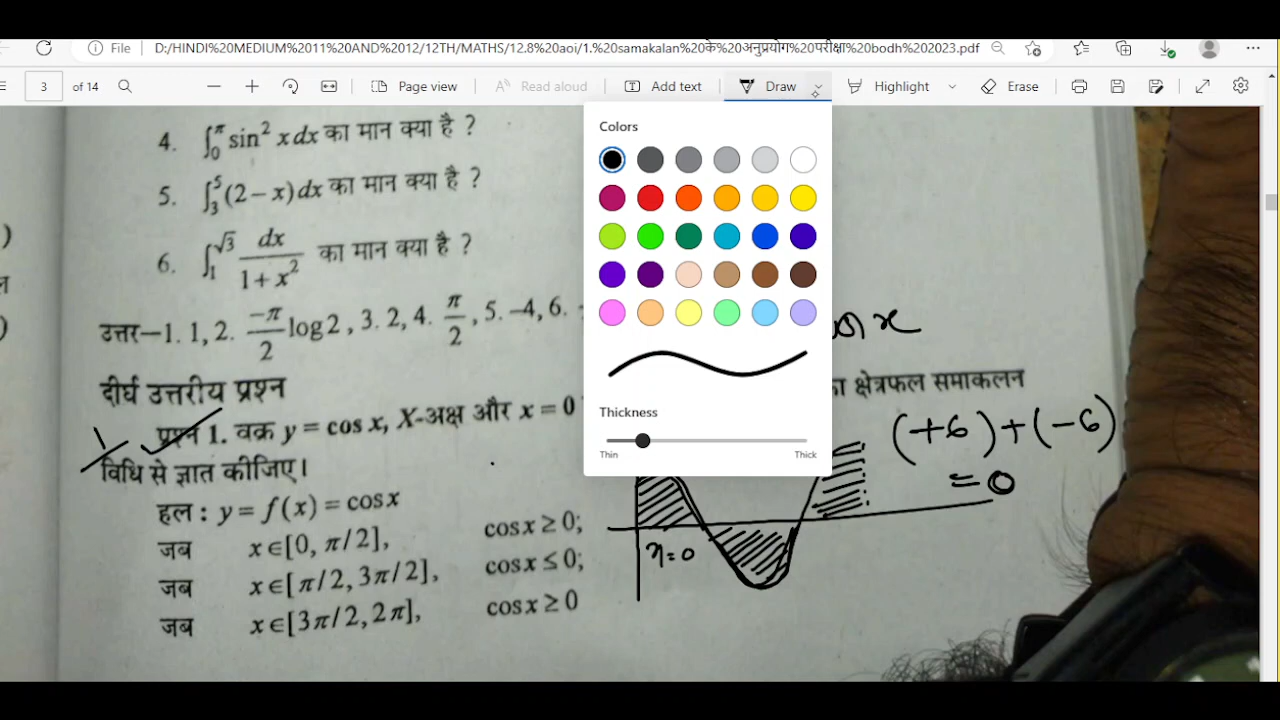 File D:/HINDI%20MEDIUM%2011%20AND%2012/12TH/MATHS/12.8%20aoi/1.%20samakalan%20के%20अनुप्रयोग%20परीक्षा%20bodh%202023.pdf
3 of 14 Page view Read aloud Add text Draw Highlight Erase
Colors
Thickness
Thin Thick
4. ∫₀^π sin² x dx का मान क्या है ?
5. ∫₃⁵ (2 – x) dx का मान क्या है ?
6. ∫₁^√3 dx/(1 + x²) का मान क्या है ?
उत्तर—1. 1, 2. –π/2 log 2, 3. 2, 4. π/2, 5. –4, 6.
दीर्घ उत्तरीय प्रश्न
प्रश्न 1. वक्र y = cos x, X-अक्ष और x = 0 का क्षेत्रफल समाकलन
विधि से ज्ञात कीजिए।
हल : y = f(x) = cos x
जब x ∈ [0, π/2], cos x ≥ 0;
जब x ∈ [π/2, 3π/2], cos x ≤ 0;
जब x ∈ [3π/2, 2π], cos x ≥ 0
x
(+6)+(-6)
=0
x=0